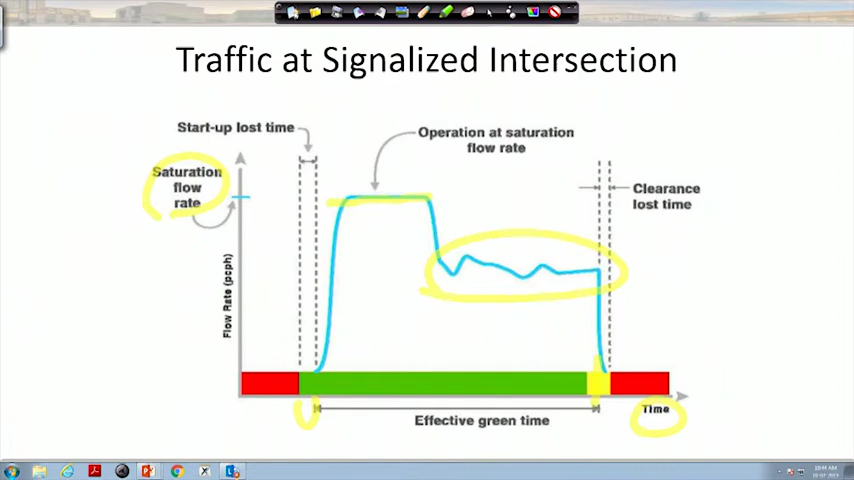 Traffic at Signalized Intersection
Start-up lost time
Operation at saturation
flow rate
Saturation
flow
rate
Clearance
lost time
Flow Rate (pcph)
Time
Effective green time